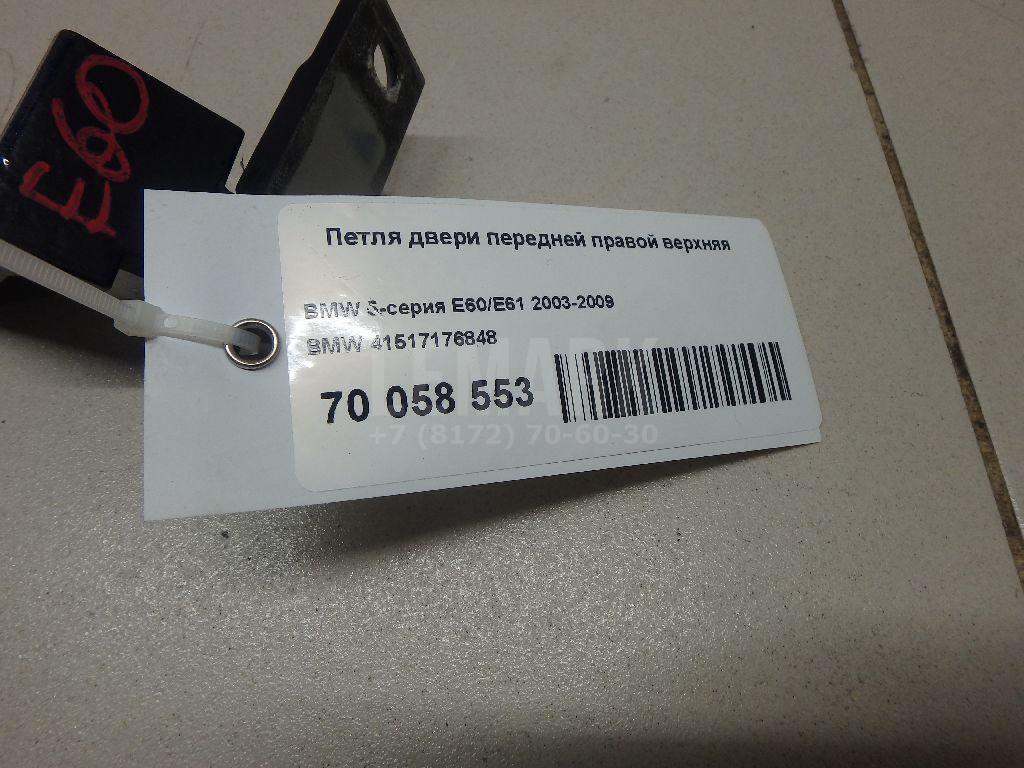 E60
Петля двери передней правой верхняя
BMW 5-серия E60/E61 2003-2009
BMW 41517176848
70 058 553
LEMARK
+7 (8172) 70-60-30